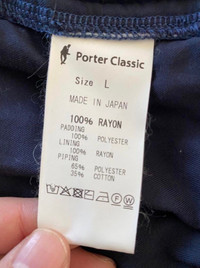 Porter Classic
Size L
MADE IN JAPAN
100% RAYON
PADDING
100% POLYESTER
LINING
100% RAYON
PIPING
65% POLYESTER
35% COTTON